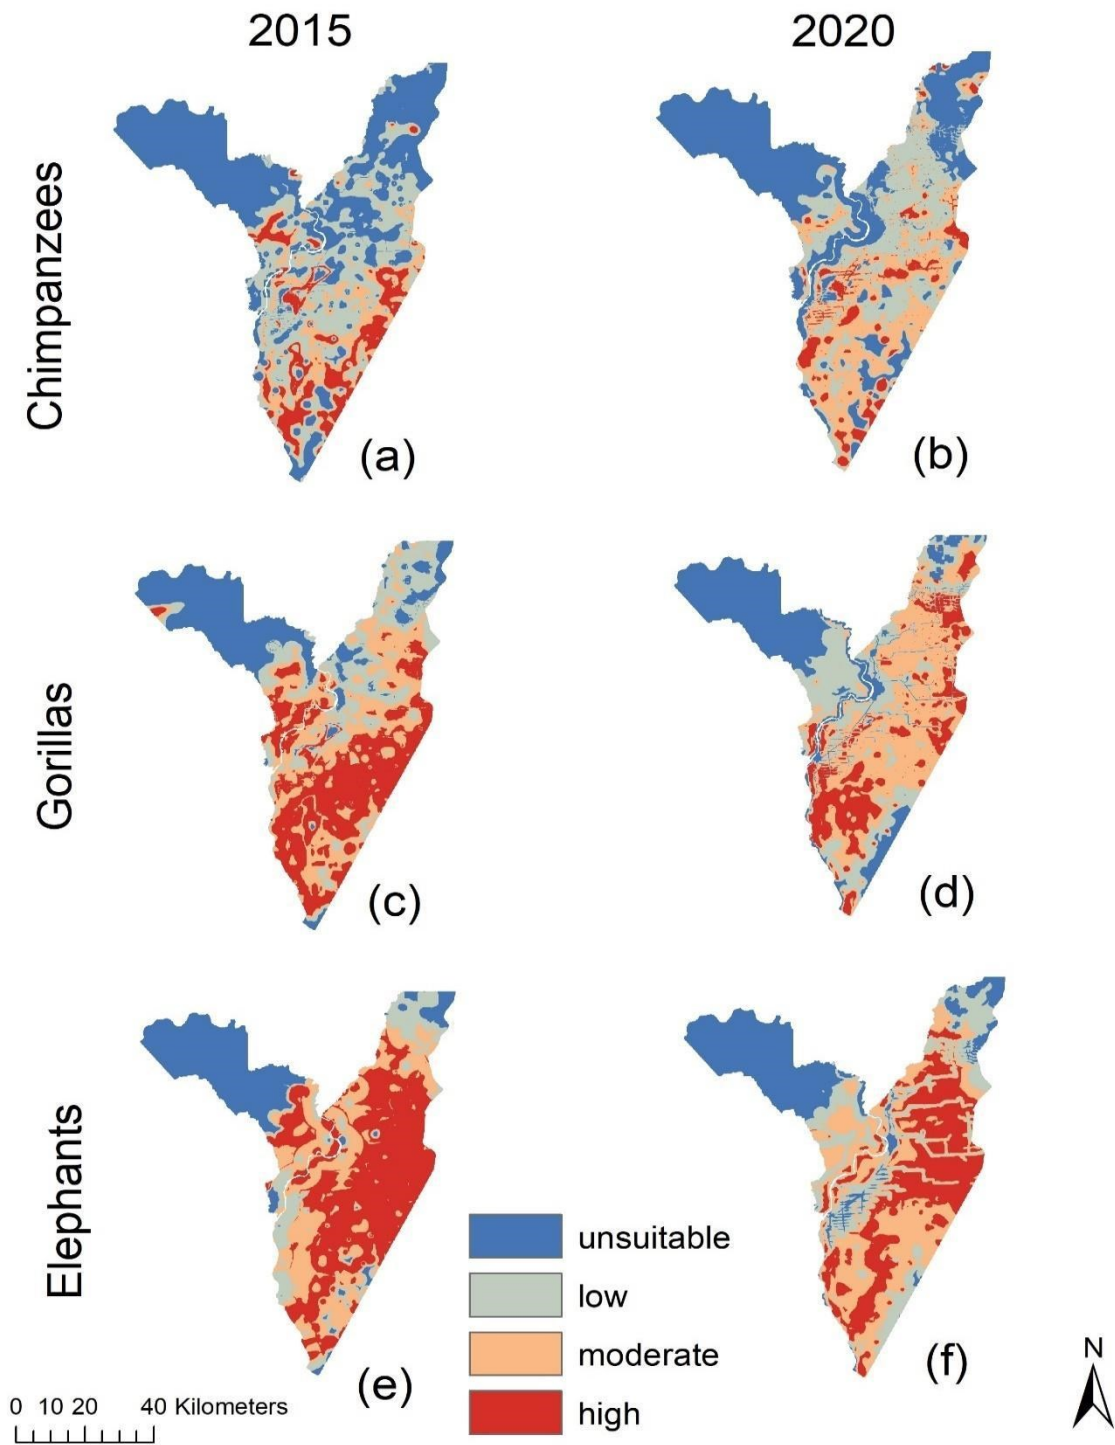 2015 2020
Chimpanzees
(a) (b)
Gorillas
(c) (d)
Elephants
unsuitable
low
moderate
high
(e) (f)
0 10 20 40 Kilometers
N